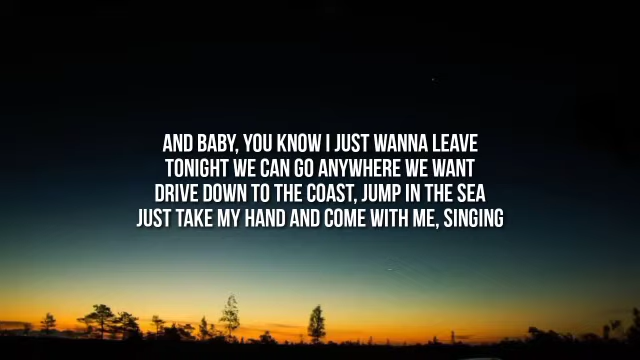 AND BABY, YOU KNOW I JUST WANNA LEAVE
TONIGHT WE CAN GO ANYWHERE WE WANT
DRIVE DOWN TO THE COAST, JUMP IN THE SEA
JUST TAKE MY HAND AND COME WITH ME, SINGING